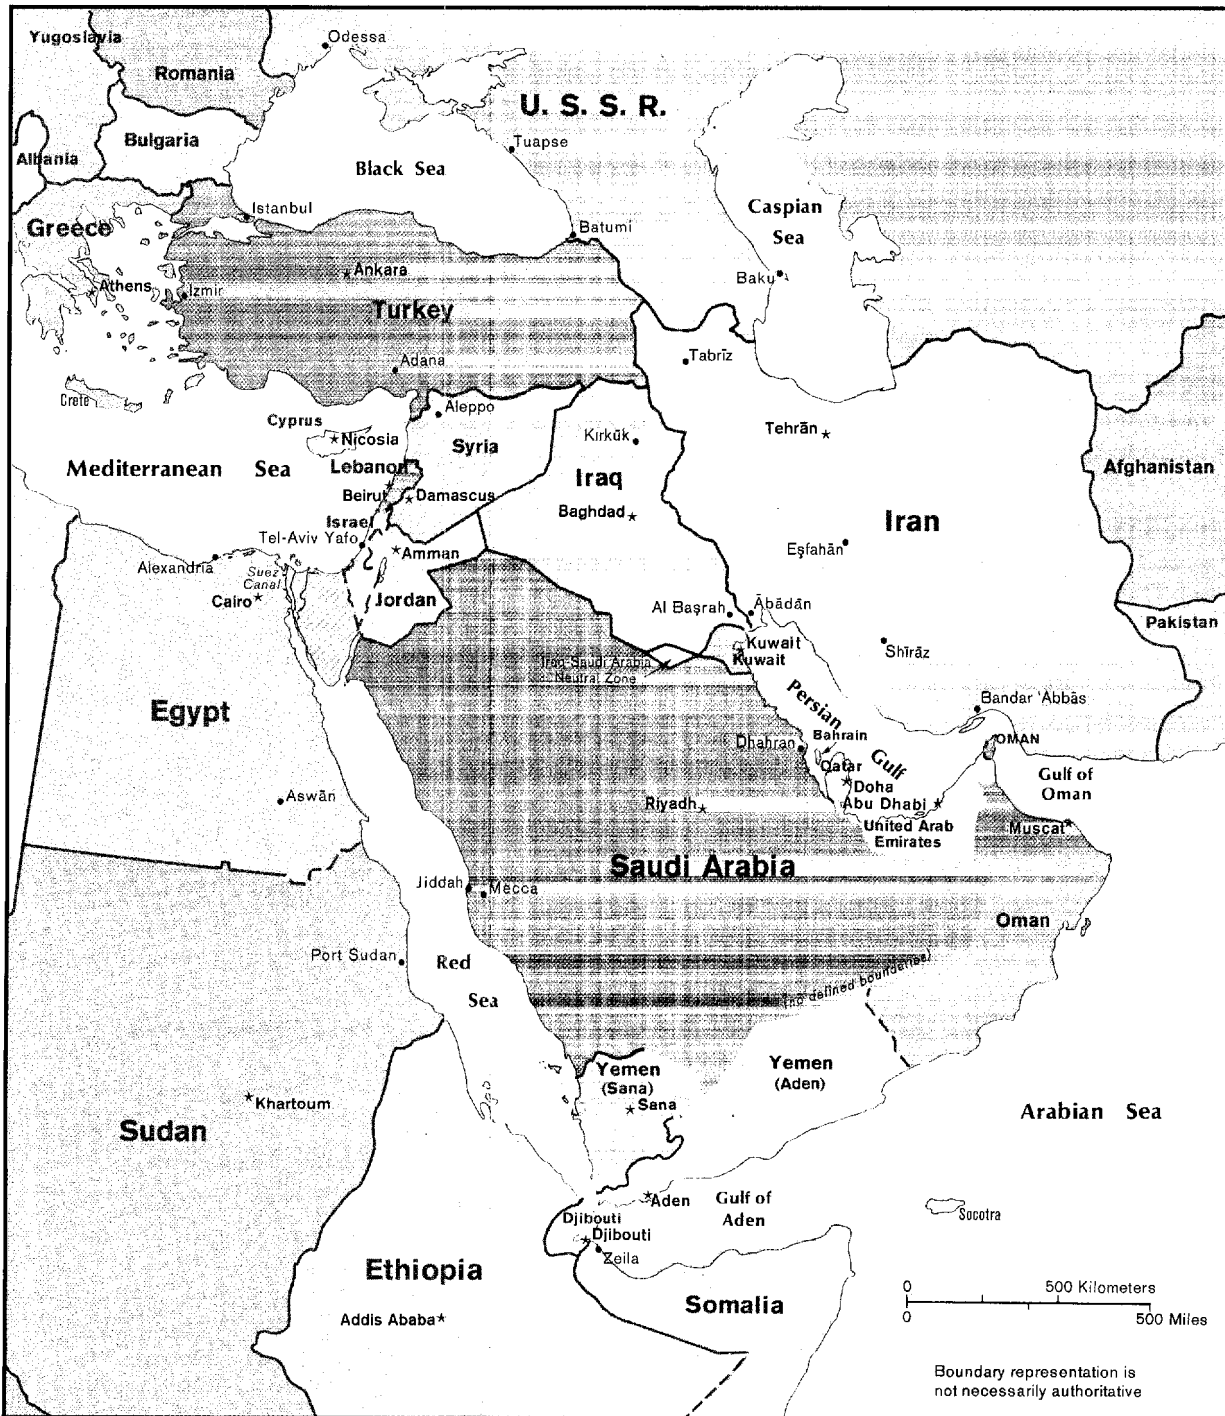 Yugoslavia
Odessa
Romania
U. S. S. R.
Bulgaria
Tuapse
Albania
Black Sea
Caspian
Sea
Istanbul
Greece
Batumi
Ankara
Baku
Athens
Izmir
Turkey
Tabrīz
Adana
Crete
Cyprus
Aleppo
Nicosia
Syria
Kirkūk
Tehrān
Mediterranean Sea
Lebanon
Iraq
Afghanistan
Beirut
Damascus
Baghdad
Iran
Israel
Tel-Aviv Yafo
Amman
Eşfahān
Alexandria
Suez
Canal
Cairo
Jordan
Al Başrah
Ābādān
Pakistan
Kuwait
Kuwait
Shīrāz
Iraq-Saudi Arabia
Neutral Zone
Egypt
Persian
Gulf
Bandar 'Abbās
Dhahran
Bahrain
OMAN
Qatar
Doha
Gulf of
Oman
Aswān
Riyadh
Abu Dhabi
United Arab
Emirates
Muscat
Saudi Arabia
Jiddah
Mecca
Oman
Port Sudan
Red
Sea
(no defined boundaries)
Yemen
(Sana)
Sana
Yemen
(Aden)
Khartoum
Sudan
Arabian Sea
Aden
Gulf of
Aden
Socotra
Djibouti
Djibouti
Zeila
Ethiopia
Somalia
Addis Ababa
0 500 Kilometers
0 500 Miles
Boundary representation is
not necessarily authoritative